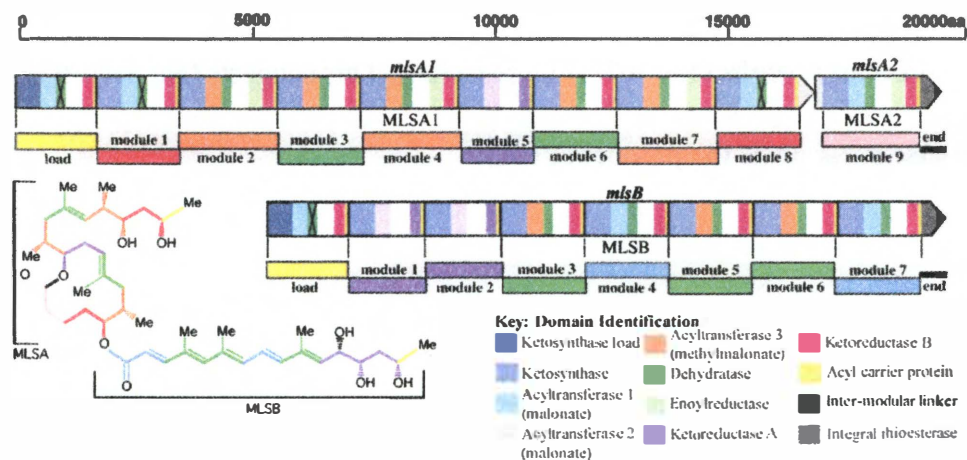 0 5000 10000 15000 20000aa
mlsA1 mlsA2
MLSA1 MLSA2
module 1 module 3 module 5 module 7 end
load module 2 module 4 module 6 module 8 module 9
mlsB
MLSB
module 1 module 3 module 5 module 7
load module 2 module 4 module 6 end
Me Me
Me
OH OH
Me
O
O
Me
Me
MLSA
O
O
Me Me Me OH Me
OH OH
MLSB
Key: Domain Identification
Ketosynthase load
Ketosynthase
Acyltransferase 1
(malonate)
Acyltransferase 2
(malonate)
Acyltransferase 3
(methylmalonate)
Dehydratase
Enoylreductase
Ketoreductase A
Ketoreductase B
Acyl carrier protein
Inter-modular linker
Integral thioesterase